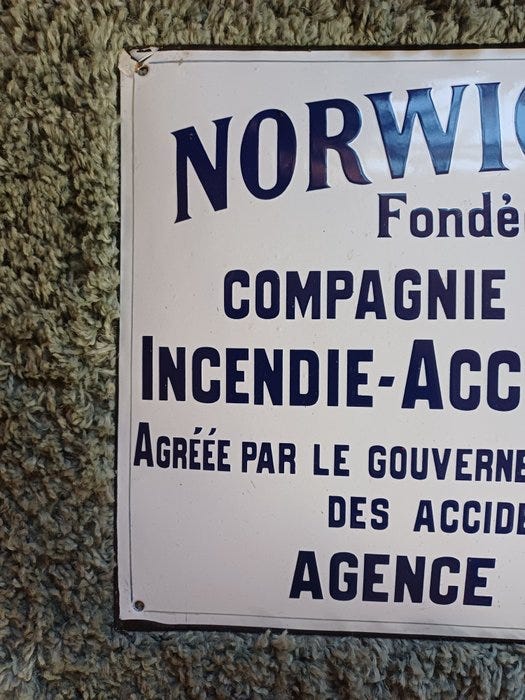 NORWIC
Fondé
COMPAGNIE
INCENDIE-ACC
AGRÉÉE PAR LE GOUVERNE
DES ACCIDE
AGENCE